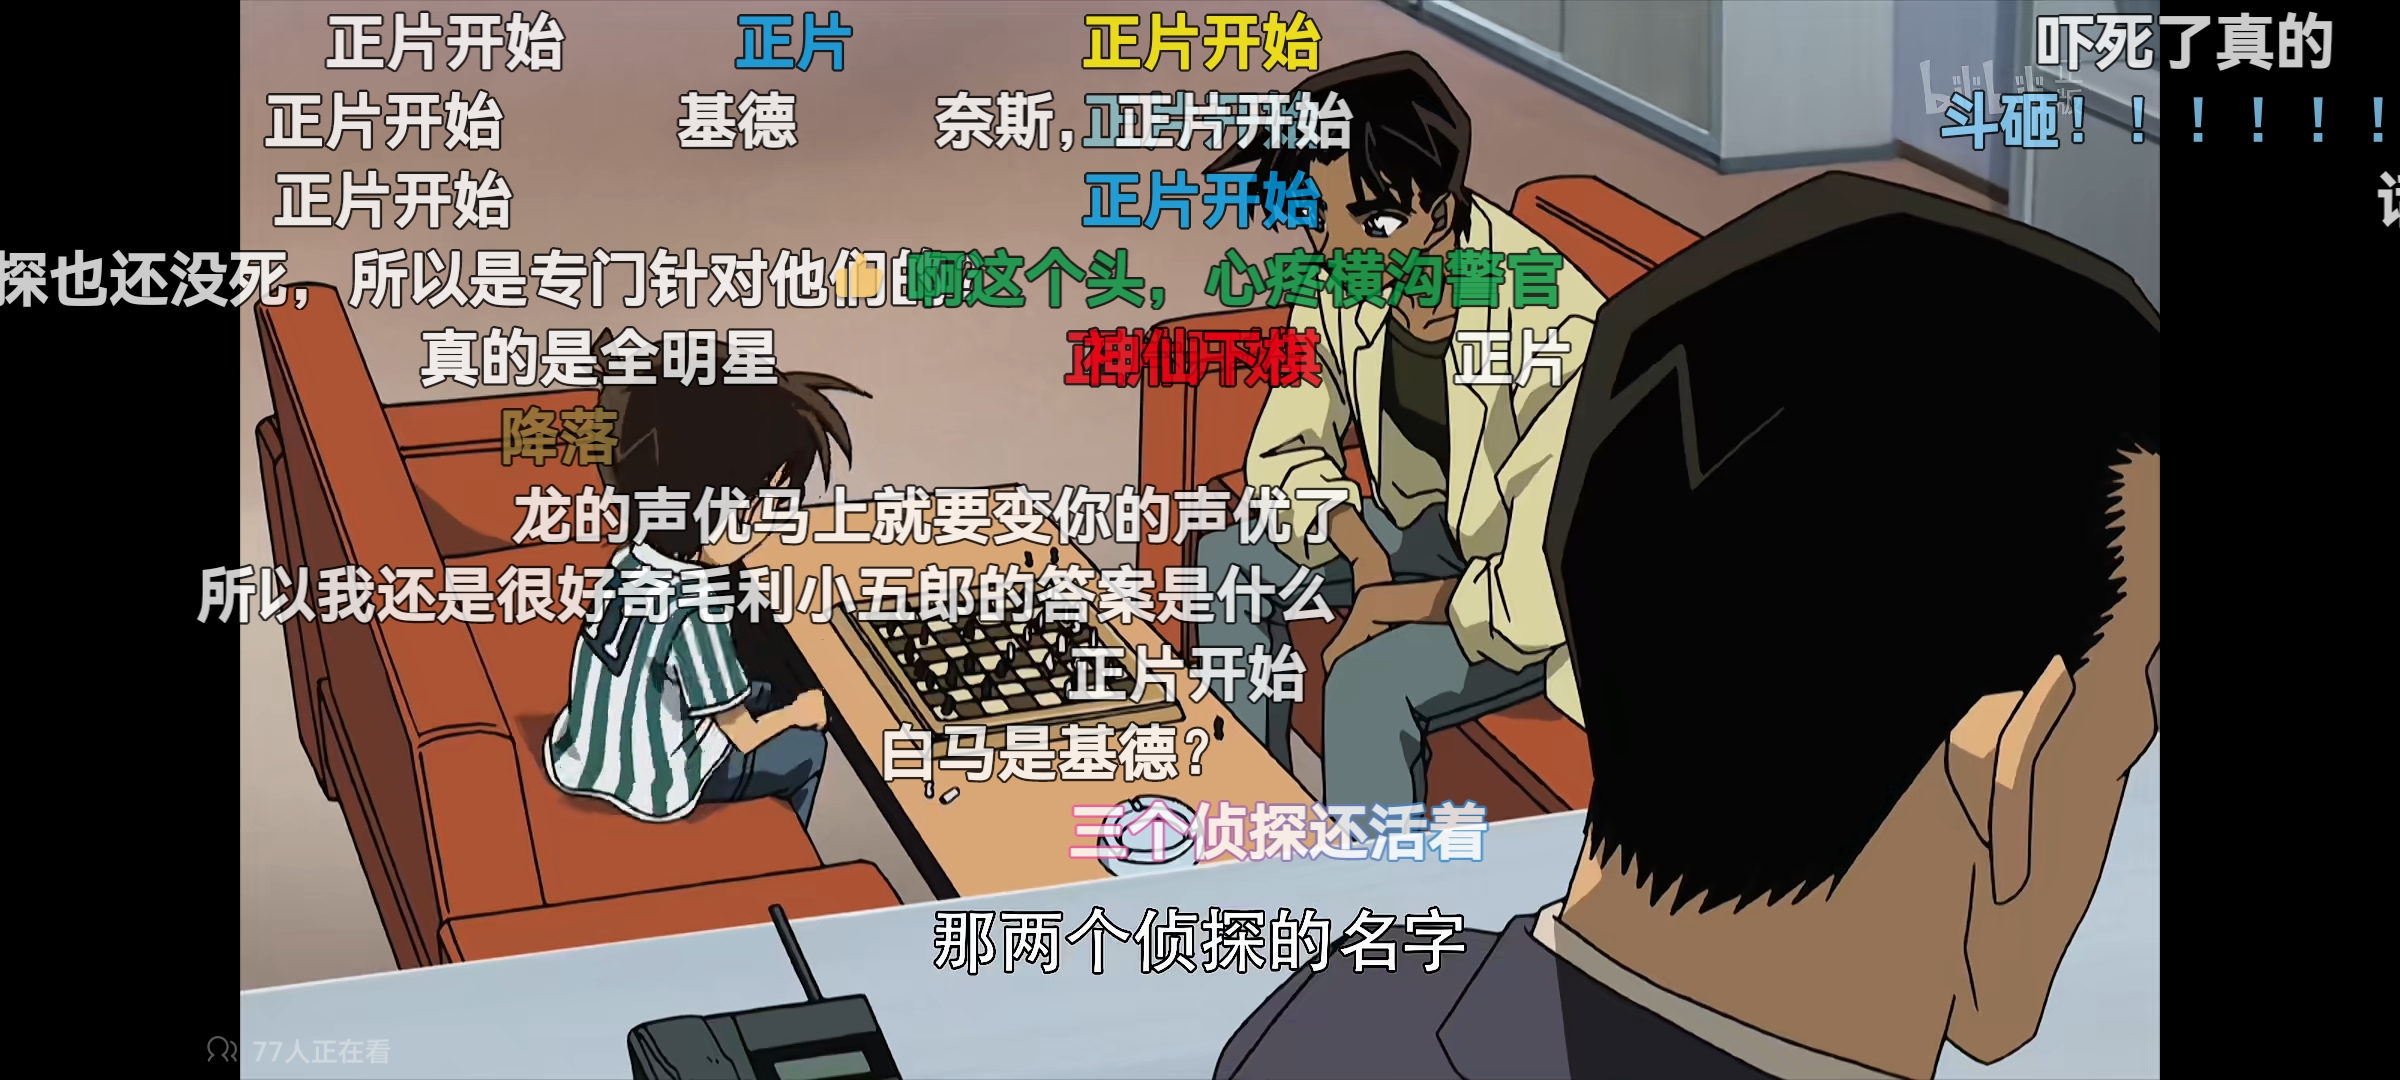 正片开始 正片 正片开始 吓死了真的
bilibili 正版
正片开始 基德 奈斯， 正片开始 斗砸！！！！！！
正片开始 正片开始
探也还没死，所以是专门针对他们的 啊这个头，心疼横沟警官
真的是全明星 神仙下棋 正片
降落
龙的声优马上就要变你的声优了
所以我还是很好奇毛利小五郎的答案是什么
正片开始
白马是基德？
三个侦探还活着
那两个侦探的名字
77人正在看